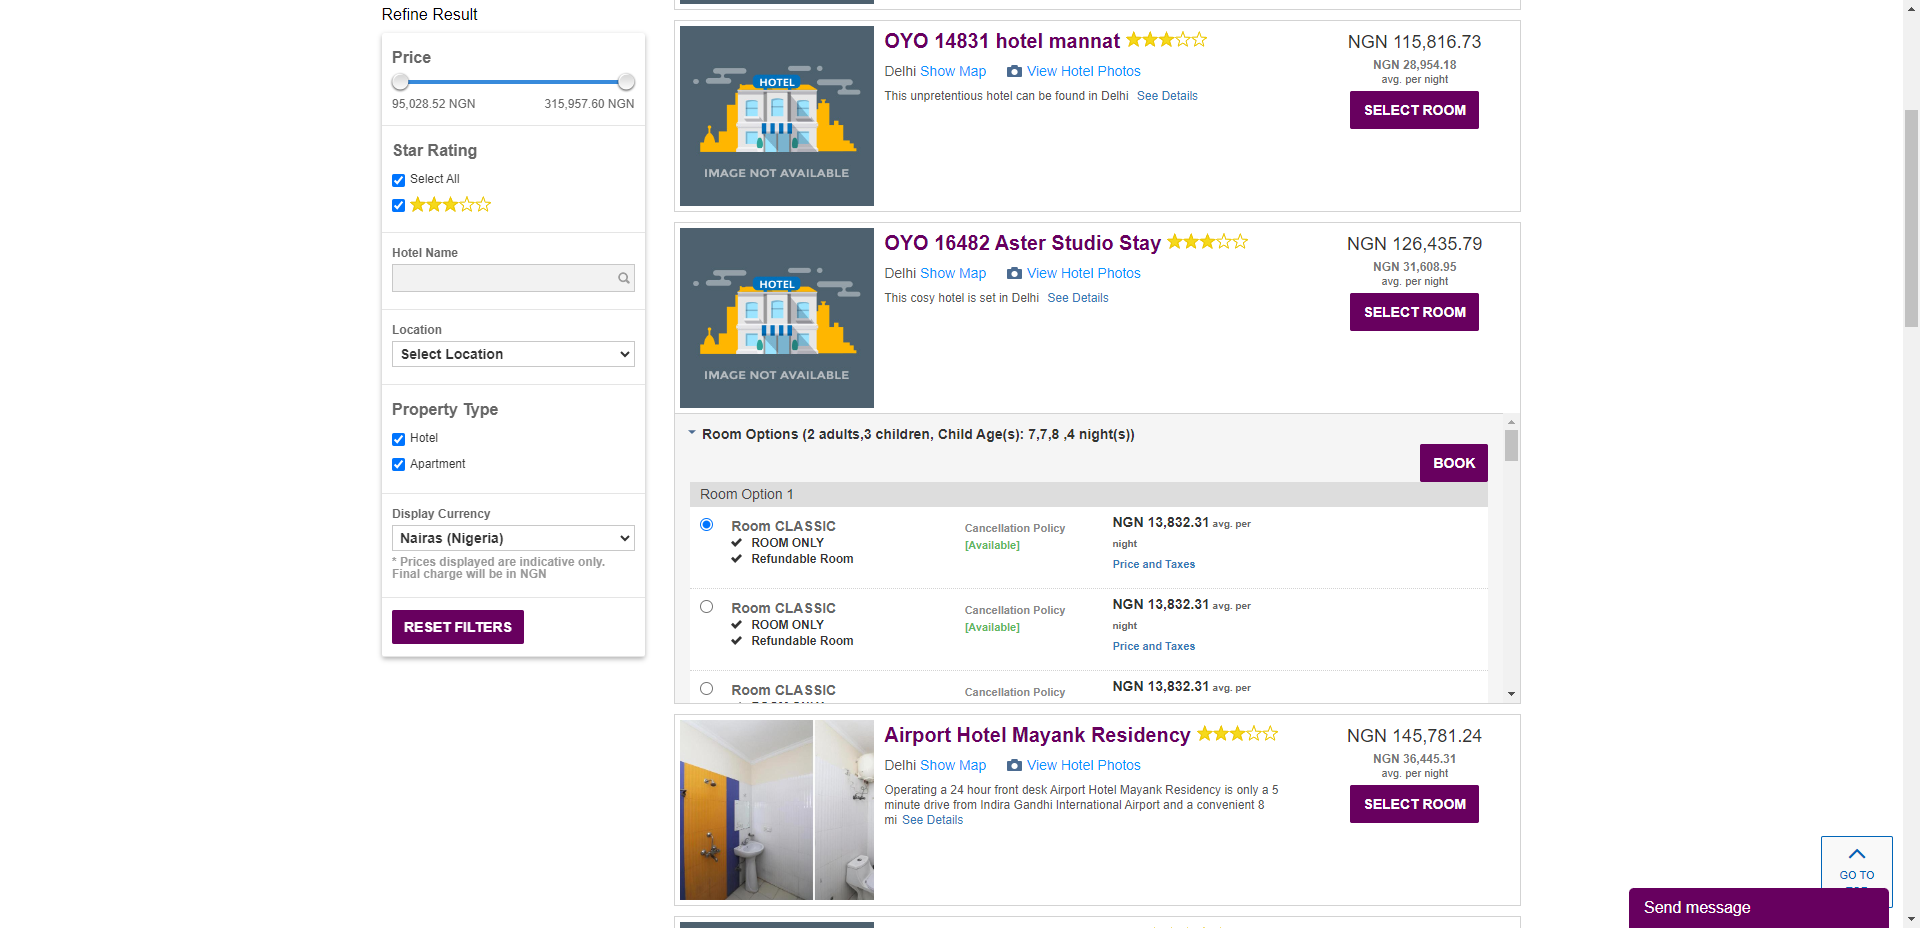 Refine Result
Price
95,028.52 NGN
315,957.60 NGN
Star Rating
Select All
Hotel Name
Location
Select Location
Property Type
Hotel
Apartment
Display Currency
Nairas (Nigeria)
* Prices displayed are indicative only.
Final charge will be in NGN
RESET FILTERS
HOTEL
IMAGE NOT AVAILABLE
OYO 14831 hotel mannat
Delhi Show Map View Hotel Photos
This unpretentious hotel can be found in Delhi See Details
NGN 115,816.73
NGN 28,954.18
avg. per night
SELECT ROOM
HOTEL
IMAGE NOT AVAILABLE
OYO 16482 Aster Studio Stay
Delhi Show Map View Hotel Photos
This cosy hotel is set in Delhi See Details
NGN 126,435.79
NGN 31,608.95
avg. per night
SELECT ROOM
Room Options (2 adults,3 children, Child Age(s): 7,7,8 ,4 night(s))
BOOK
Room Option 1
Room CLASSIC
ROOM ONLY
Refundable Room
Cancellation Policy
[Available]
NGN 13,832.31 avg. per
night
Price and Taxes
Room CLASSIC
ROOM ONLY
Refundable Room
Cancellation Policy
[Available]
NGN 13,832.31 avg. per
night
Price and Taxes
Room CLASSIC
Cancellation Policy
NGN 13,832.31 avg. per
Airport Hotel Mayank Residency
Delhi Show Map View Hotel Photos
Operating a 24 hour front desk Airport Hotel Mayank Residency is only a 5
minute drive from Indira Gandhi International Airport and a convenient 8
mi See Details
NGN 145,781.24
NGN 36,445.31
avg. per night
SELECT ROOM
GO TO
Send message